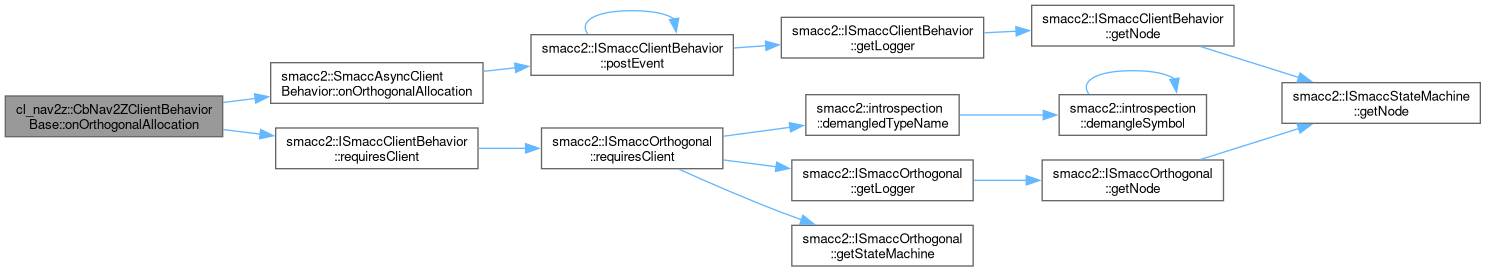 cl_nav2z::CbNav2ZClientBehavior
Base::onOrthogonalAllocation
smacc2::SmaccAsyncClient
Behavior::onOrthogonalAllocation
smacc2::ISmaccClientBehavior
::postEvent
smacc2::ISmaccClientBehavior
::getLogger
smacc2::ISmaccClientBehavior
::getNode
smacc2::ISmaccStateMachine
::getNode
smacc2::ISmaccClientBehavior
::requiresClient
smacc2::ISmaccOrthogonal
::requiresClient
smacc2::introspection
::demangledTypeName
smacc2::introspection
::demangleSymbol
smacc2::ISmaccOrthogonal
::getLogger
smacc2::ISmaccOrthogonal
::getNode
smacc2::ISmaccOrthogonal
::getStateMachine